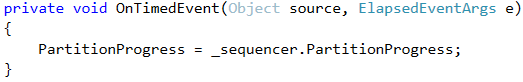 private void OnTimedEvent(Object source, ElapsedEventArgs e)
{
    PartitionProgress = _sequencer.PartitionProgress;
}